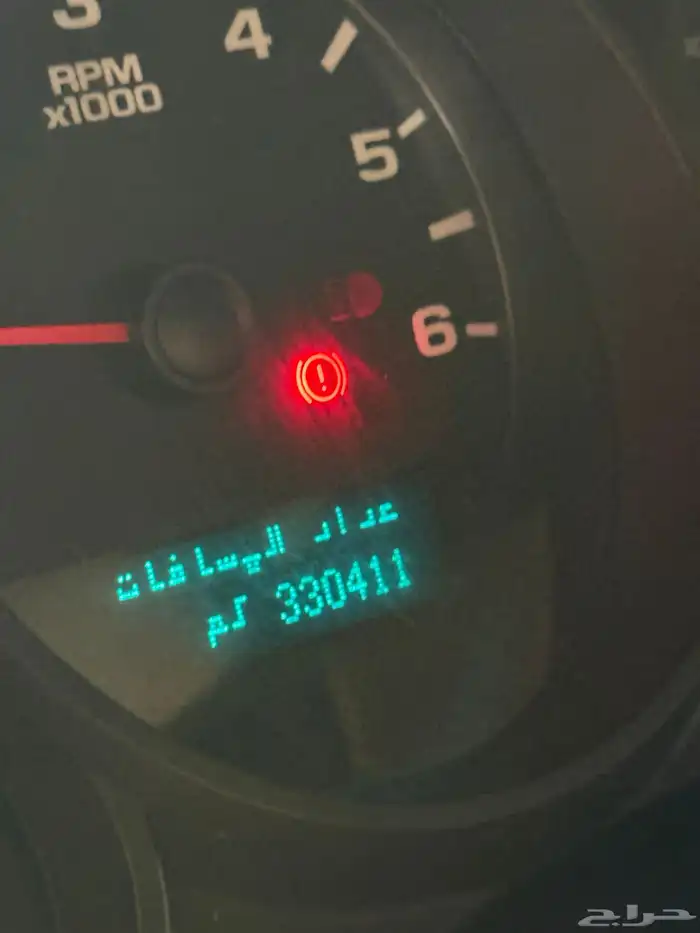 3
4
RPM
x1000
5
6
عداد المسافات
330411 كم
حراج